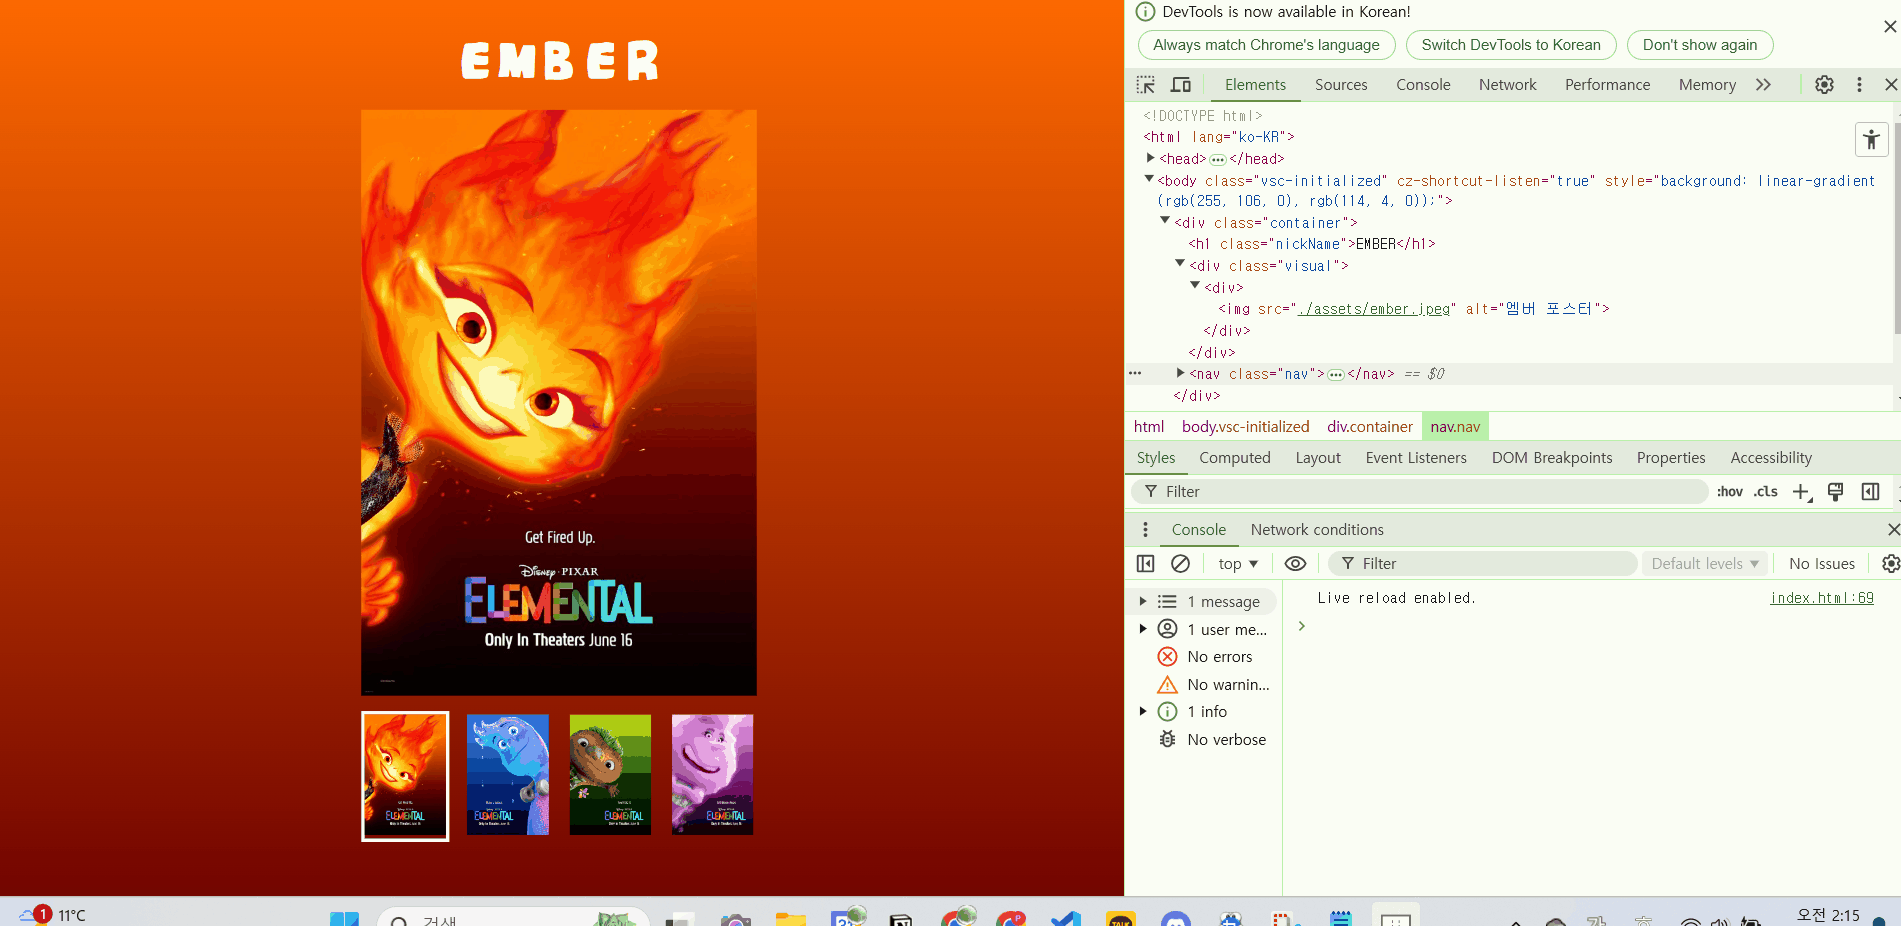 EMBER
Get Fired Up.
Disney · PIXAR
ELEMENTAL
Only In Theaters June 16
ELEMENTAL
ELEMENTAL
ELEMENTAL
ELEMENTAL
DevTools is now available in Korean!
Always match Chrome's language
Switch DevTools to Korean
Don't show again
Elements
Sources
Console
Network
Performance
Memory
<!DOCTYPE html>
<html lang="ko-KR">
<head>
</head>
<body class="vsc-initialized" cz-shortcut-listen="true" style="background: linear-gradient
(rgb(255, 106, 0), rgb(114, 4, 0));">
<div class="container">
<h1 class="nickName">EMBER</h1>
<div class="visual">
<div>
<img src="./assets/ember.jpeg" alt="엠버 포스터">
</div>
</div>
<nav class="nav">
</nav> == $0
</div>
html
body.vsc-initialized
div.container
nav.nav
Styles
Computed
Layout
Event Listeners
DOM Breakpoints
Properties
Accessibility
Filter
:hov
.cls
Console
Network conditions
top
Filter
Default levels
No Issues
1 message
1 user me...
No errors
No warnin...
1 info
No verbose
Live reload enabled.
index.html:69
1
11°C
검색
오전 2:15